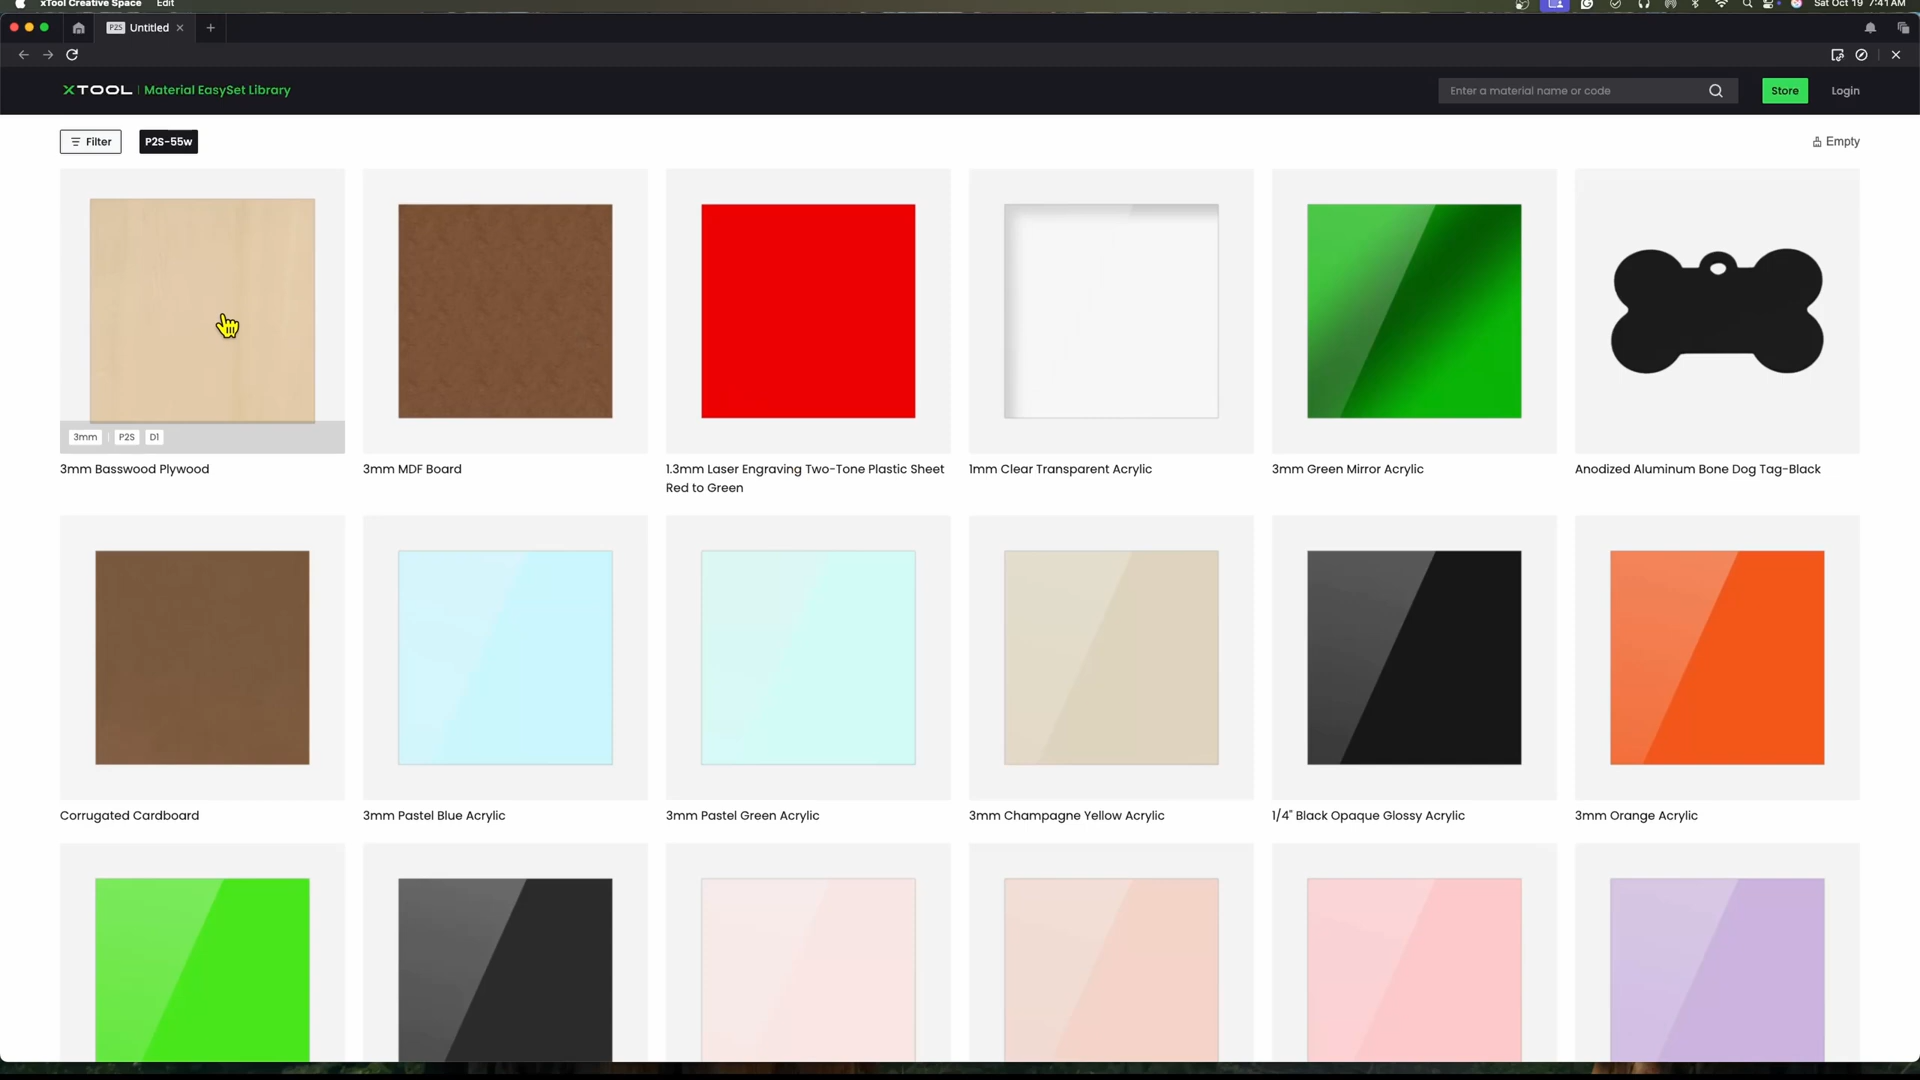 xTool Creative Space Edit
Sat Oct 19 7:41 AM
P2S Untitled
XTOOL | Material EasySet Library
Enter a material name or code
Store
Login
Filter
P2S-55w
Empty
3mm | P2S D1
3mm Basswood Plywood
3mm MDF Board
1.3mm Laser Engraving Two-Tone Plastic Sheet
Red to Green
1mm Clear Transparent Acrylic
3mm Green Mirror Acrylic
Anodized Aluminum Bone Dog Tag-Black
Corrugated Cardboard
3mm Pastel Blue Acrylic
3mm Pastel Green Acrylic
3mm Champagne Yellow Acrylic
1/4" Black Opaque Glossy Acrylic
3mm Orange Acrylic